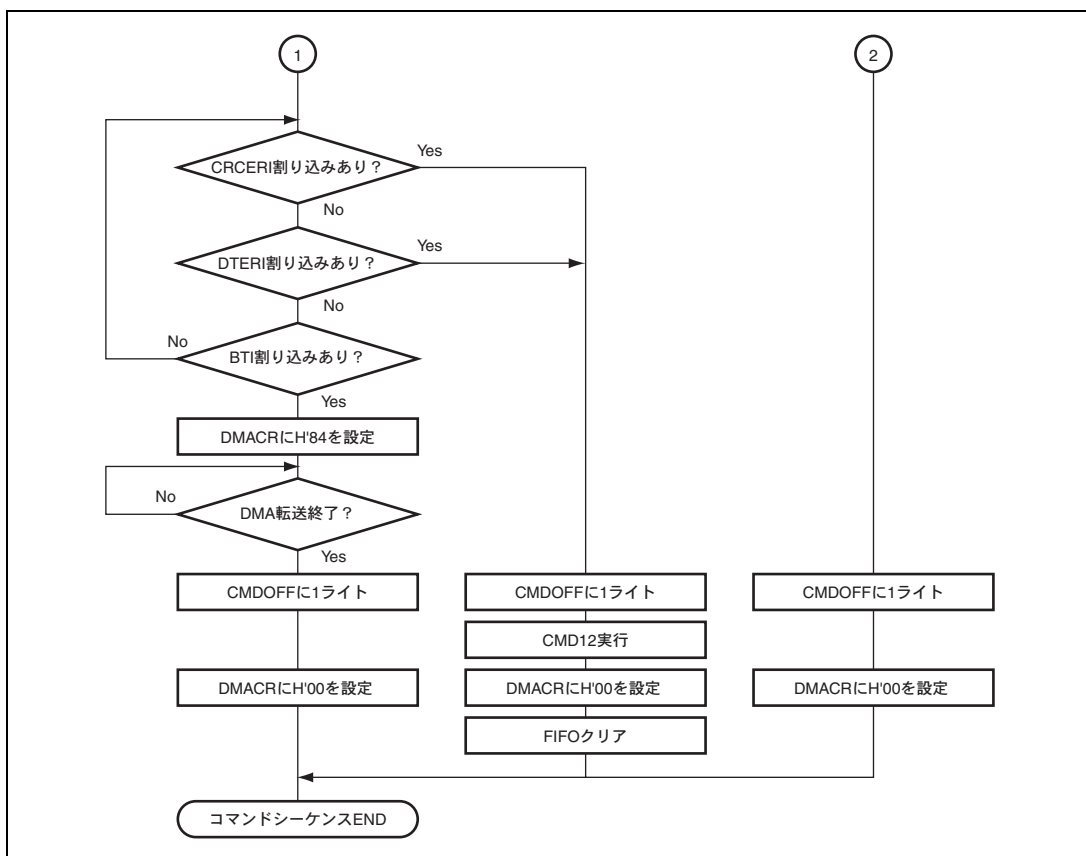 1
2
CRCERI割り込みあり？
Yes
No
DTERI割り込みあり？
Yes
No
BTI割り込みあり？
No
Yes
DMACRにH'84を設定
DMA転送終了？
No
Yes
CMDOFFに1ライト
DMACRにH'00を設定
CMDOFFに1ライト
CMD12実行
DMACRにH'00を設定
FIFOクリア
CMDOFFに1ライト
DMACRにH'00を設定
コマンドシーケンスEND